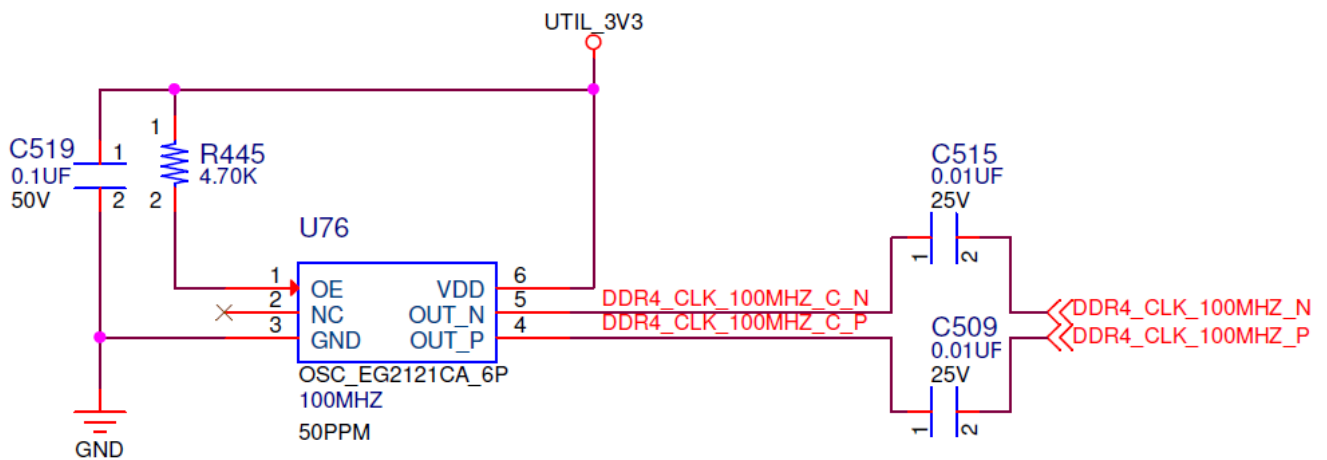 UTIL_3V3
C519
0.1UF
50V
1
2
1
2
R445
4.70K
U76
1
2
3
OE
NC
GND
VDD
OUT_N
OUT_P
6
5
4
OSC_EG2121CA_6P
100MHZ
50PPM
GND
DDR4_CLK_100MHZ_C_N
DDR4_CLK_100MHZ_C_P
C515
0.01UF
25V
1
2
C509
0.01UF
25V
1
2
DDR4_CLK_100MHZ_N
DDR4_CLK_100MHZ_P